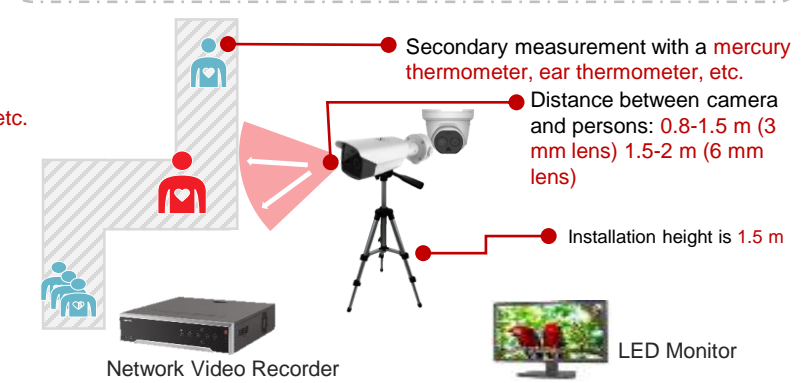 Secondary measurement with a mercury
thermometer, ear thermometer, etc.
etc.
Distance between camera
and persons: 0.8-1.5 m (3
mm lens) 1.5-2 m (6 mm
lens)
Installation height is 1.5 m
Network Video Recorder
LED Monitor